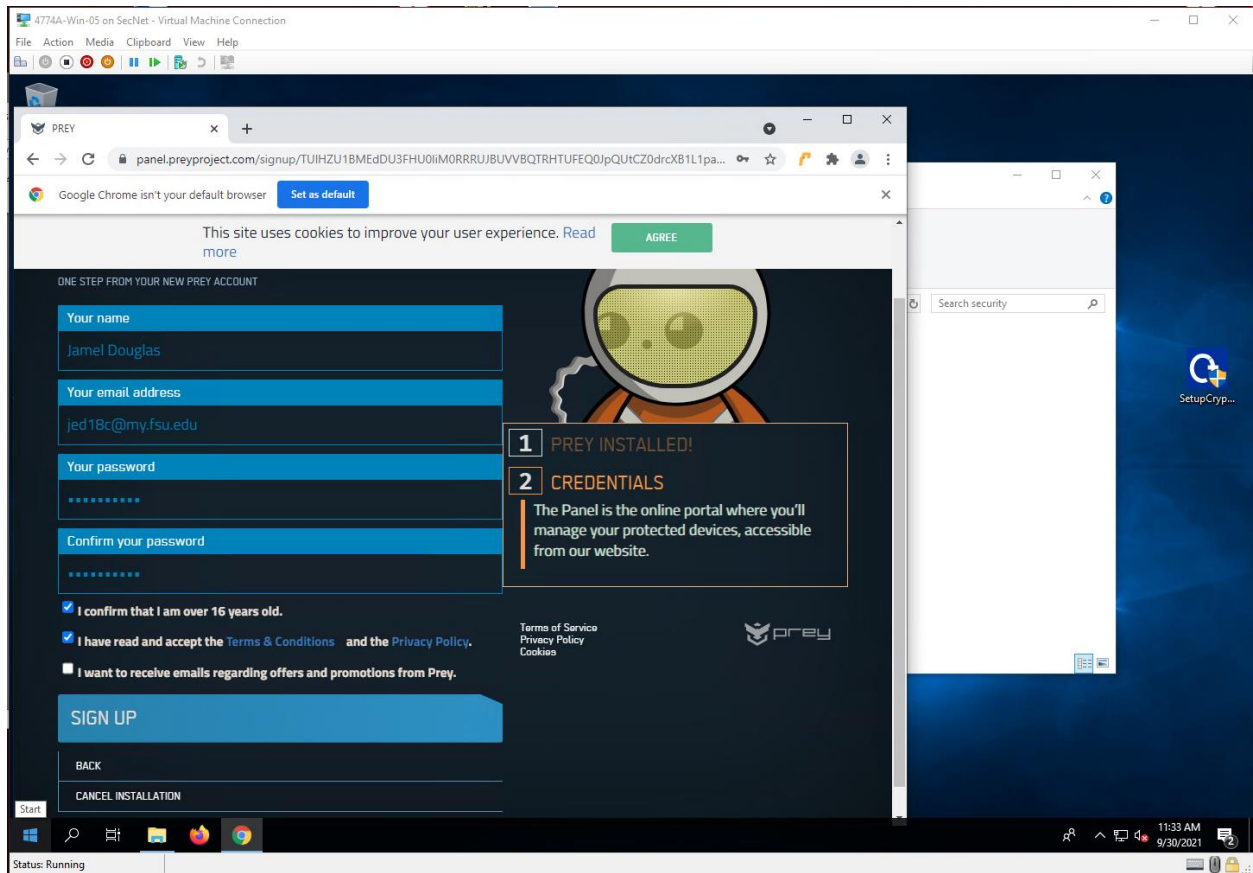 4774A-Win-05 on SecNet - Virtual Machine Connection
File Action Media Clipboard View Help
PREY
panel.preyproject.com/signup/TUIHZU1BMEdDU3FHU0liM0RRRUJBUVVBQTRHTUFEQ0JpQUtCZ0drcXB1L1pa...
Google Chrome isn't your default browser Set as default
This site uses cookies to improve your user experience. Read
more
AGREE
ONE STEP FROM YOUR NEW PREY ACCOUNT
Your name
Jamel Douglas
Your email address
jed18c@my.fsu.edu
Your password
Confirm your password
I confirm that I am over 16 years old.
I have read and accept the Terms & Conditions and the Privacy Policy.
I want to receive emails regarding offers and promotions from Prey.
SIGN UP
BACK
CANCEL INSTALLATION
1 PREY INSTALLED!
2 CREDENTIALS
The Panel is the online portal where you'll
manage your protected devices, accessible
from our website.
Terms of Service
Privacy Policy
Cookies
prey
Search security
SetupCryp...
Start
11:33 AM
9/30/2021
2
Status: Running